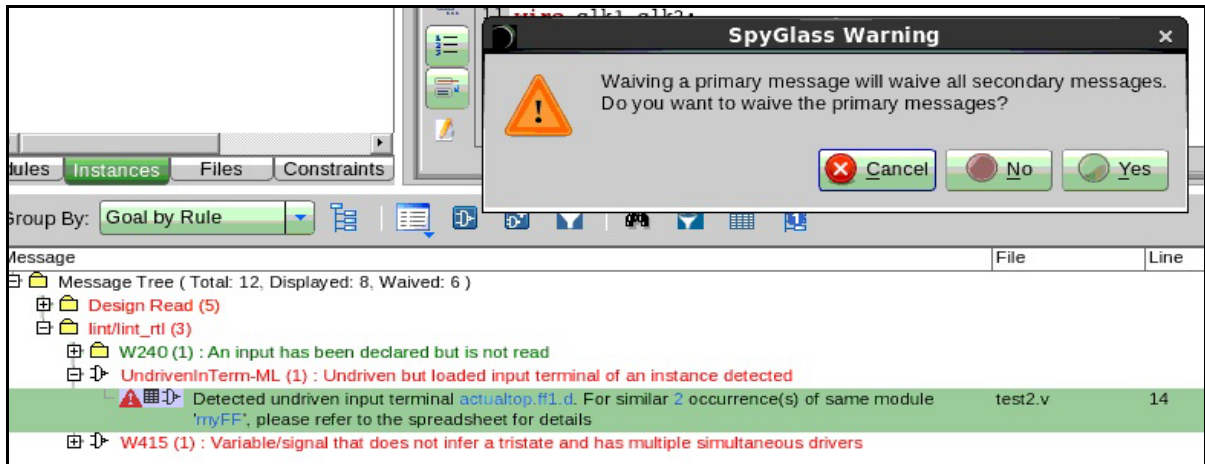 wire clk1,clk2;
SpyGlass Warning
Waiving a primary message will waive all secondary messages.
Do you want to waive the primary messages?
Cancel No Yes
Instances Files Constraints
Group By: Goal by Rule
Message File Line
Message Tree ( Total: 12, Displayed: 8, Waived: 6 )
Design Read (5)
lint/lint_rtl (3)
W240 (1) : An input has been declared but is not read
UndrivenInTerm-ML (1) : Undriven but loaded input terminal of an instance detected
Detected undriven input terminal actualtop.ff1.d. For similar 2 occurrence(s) of same module test2.v 14
'myFF', please refer to the spreadsheet for details
W415 (1) : Variable/signal that does not infer a tristate and has multiple simultaneous drivers